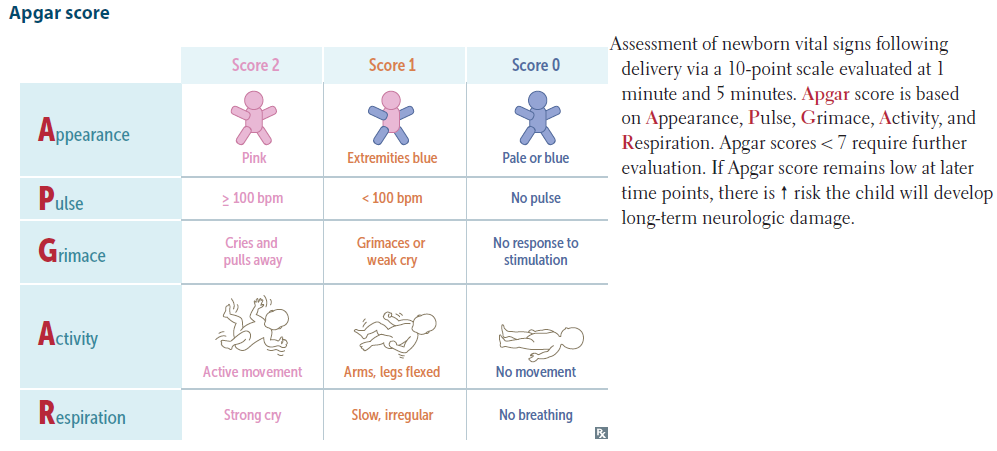 Apgar score
Score 2
Score 1
Score 0
Appearance
Pink
Extremities blue
Pale or blue
Pulse
≥ 100 bpm
< 100 bpm
No pulse
Grimace
Cries and
pulls away
Grimaces or
weak cry
No response to
stimulation
Activity
Active movement
Arms, legs flexed
No movement
Respiration
Strong cry
Slow, irregular
No breathing
℞
Assessment of newborn vital signs following
delivery via a 10-point scale evaluated at 1
minute and 5 minutes. Apgar score is based
on Appearance, Pulse, Grimace, Activity, and
Respiration. Apgar scores < 7 require further
evaluation. If Apgar score remains low at later
time points, there is ↑ risk the child will develop
long-term neurologic damage.